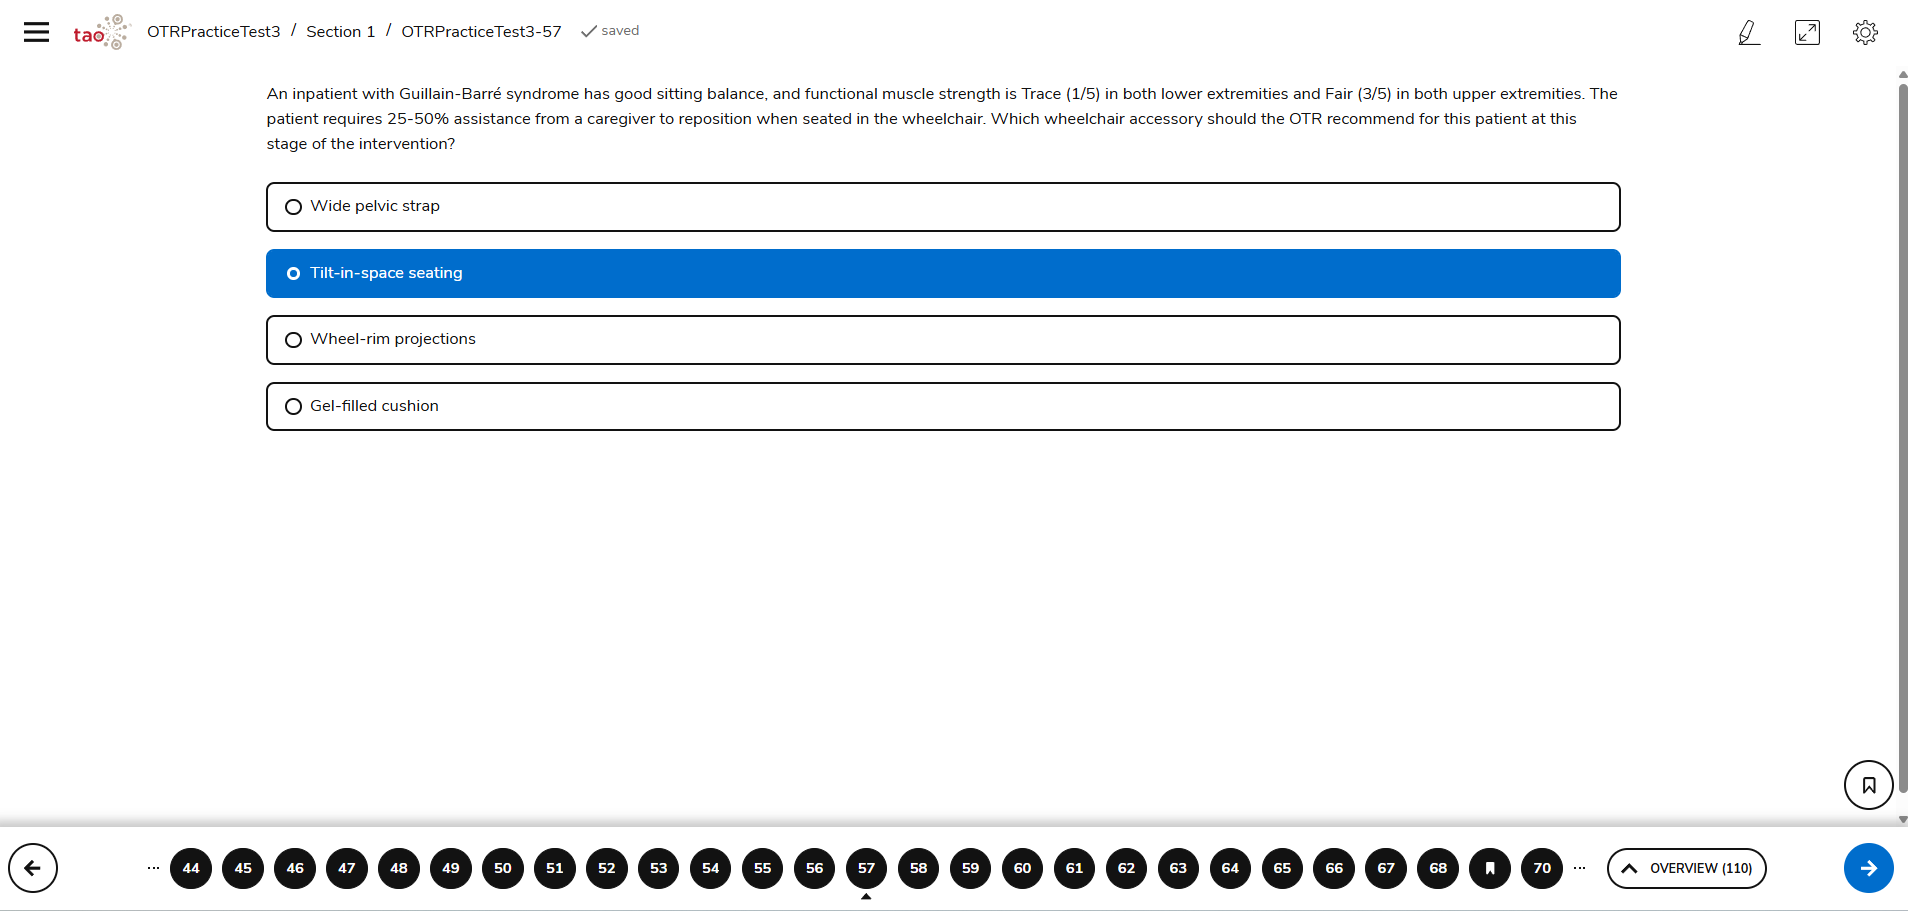 tao
OTRPracticeTest3 / Section 1 / OTRPracticeTest3-57 saved
An inpatient with Guillain-Barré syndrome has good sitting balance, and functional muscle strength is Trace (1/5) in both lower extremities and Fair (3/5) in both upper extremities. The
patient requires 25-50% assistance from a caregiver to reposition when seated in the wheelchair. Which wheelchair accessory should the OTR recommend for this patient at this
stage of the intervention?
Wide pelvic strap
Tilt-in-space seating
Wheel-rim projections
Gel-filled cushion
... 44 45 46 47 48 49 50 51 52 53 54 55 56 57 58 59 60 61 62 63 64 65 66 67 68 70 ... OVERVIEW (110)